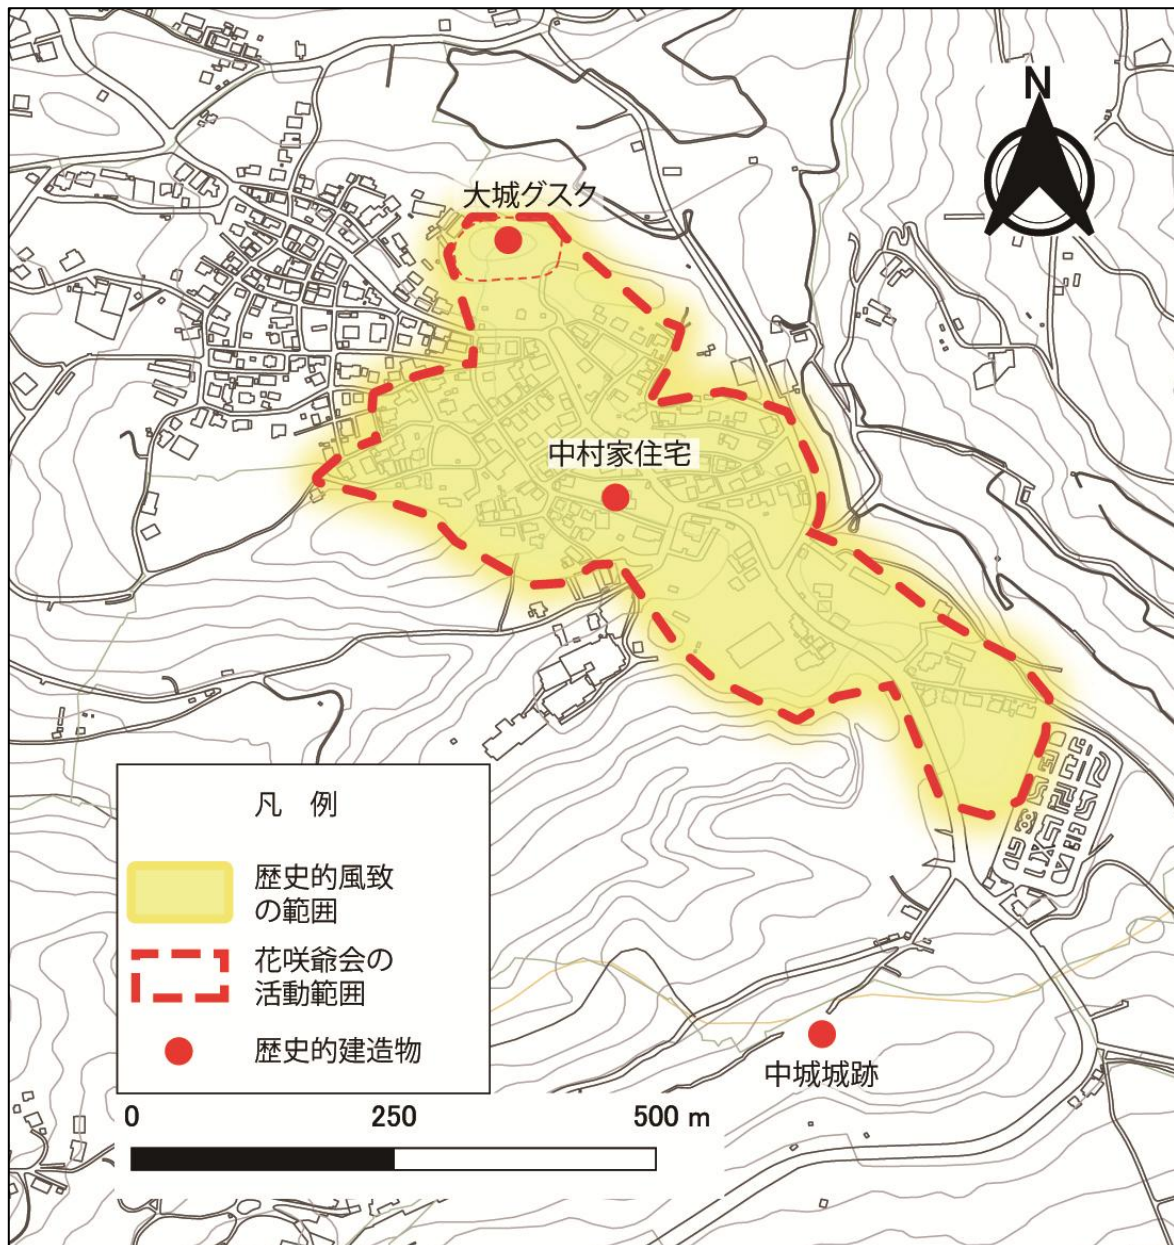 N
大城グスク
中村家住宅
凡 例
歴史的風致
の範囲
花咲爺会の
活動範囲
歴史的建造物
中城城跡
0 250 500 m